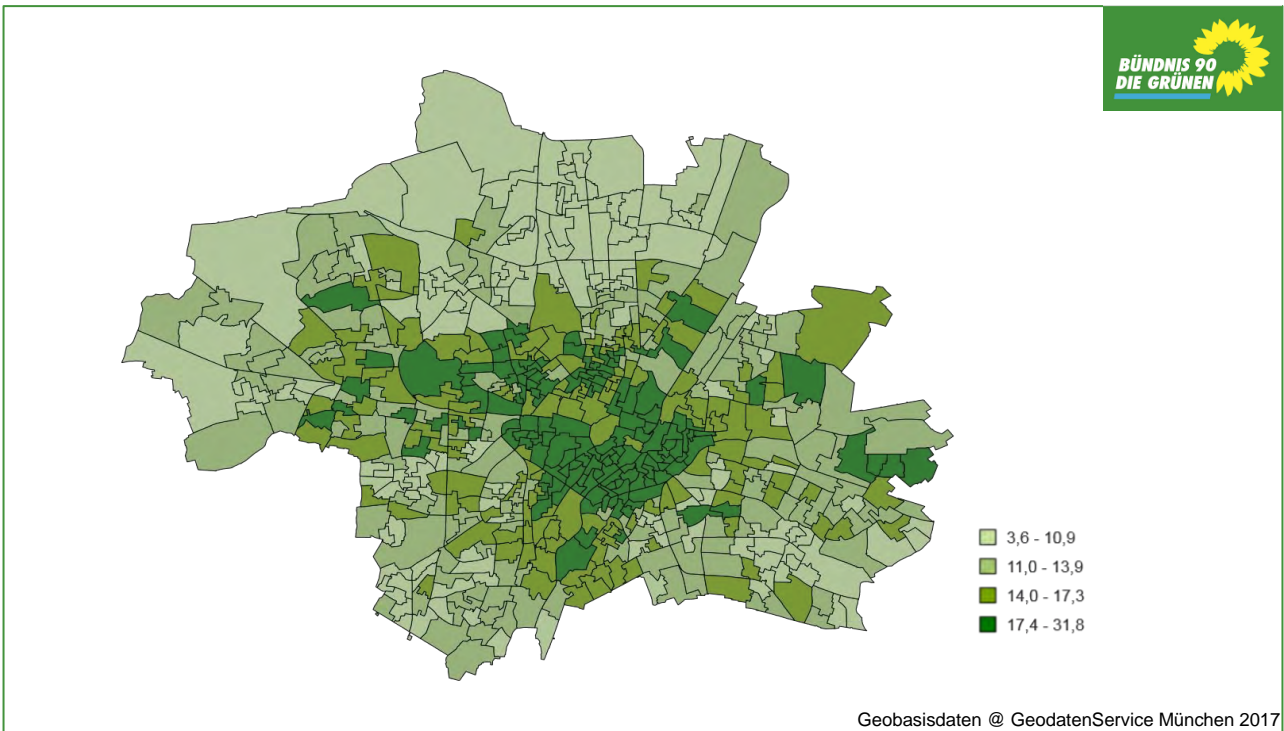 BÜNDNIS 90
DIE GRÜNEN
3,6 - 10,9
11,0 - 13,9
14,0 - 17,3
17,4 - 31,8
Geobasisdaten @ GeodatenService München 2017